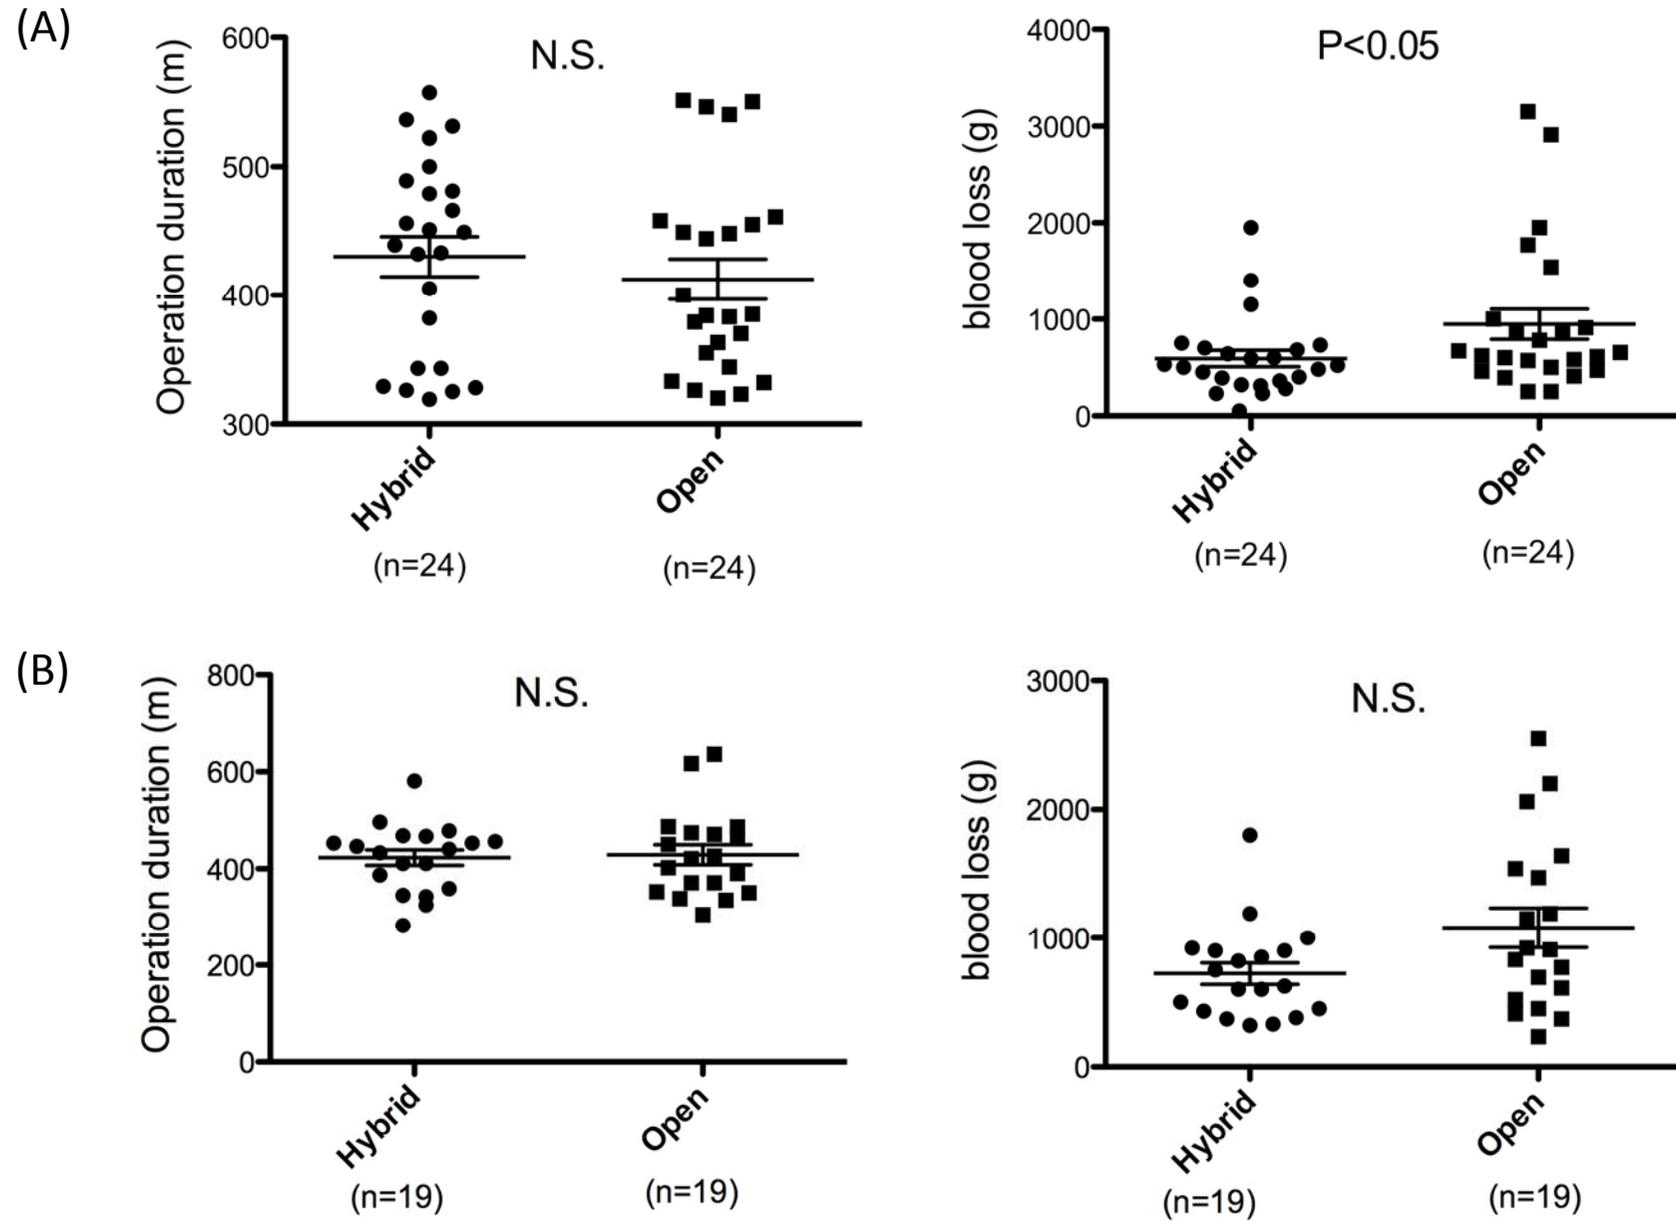 (A)
Operation duration (m)
600
500
400
300
N.S.
Hybrid
Open
(n=24)
(n=24)
blood loss (g)
4000
3000
2000
1000
0
P<0.05
Hybrid
Open
(n=24)
(n=24)
(B)
Operation duration (m)
800
600
400
200
0
N.S.
Hybrid
Open
(n=19)
(n=19)
blood loss (g)
3000
2000
1000
0
N.S.
Hybrid
Open
(n=19)
(n=19)